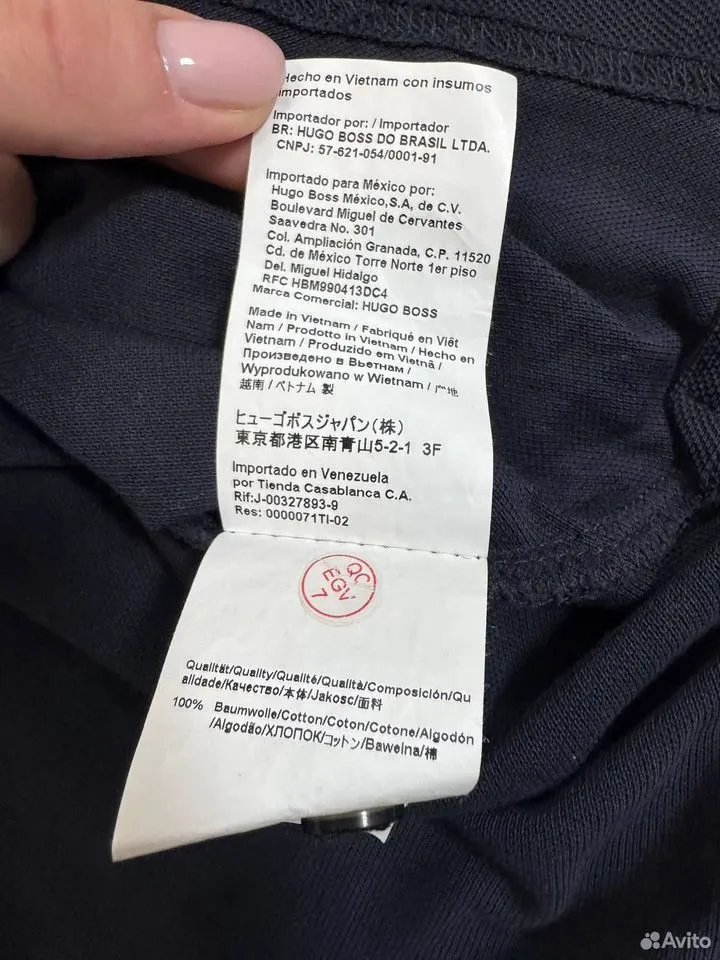 Hecho en Vietnam con insumos
importados
Importador por: / Importador
BR: HUGO BOSS DO BRASIL LTDA.
CNPJ: 57-621-054/0001-91
Importado para México por:
Hugo Boss México,S,A, de C.V.
Boulevard Miguel de Cervantes
Saavedra No. 301
Col. Ampliación Granada, C.P. 11520
Cd. de México Torre Norte 1er piso
Del. Miguel Hidalgo
RFC HBM990413DC4
Marca Comercial: HUGO BOSS
Made in Vietnam / Fabriqué en Viêt
Nam / Prodotto in Vietnam / Hecho en
Vietnam / Produzido em Vietnã /
Произведено в Вьетнам /
Wyprodukowano w Wietnam / 产地
越南 / ベトナム 製
ヒューゴボスジャパン(株)
東京都港区南青山5-2-1 3F
Importado en Venezuela
por Tienda Casablanca C.A.
Rif:J-00327893-9
Res: 0000071TI-02
QC
EGV
7
Qualität/Quality/Qualité/Qualità/Composición/Qu
alidade/Качество/本体/Jakosc/面料
100% Baumwolle/Cotton/Coton/Cotone/Algodón
/Algodão/ХЛОПОК/コットン/Bawelna/棉
Avito